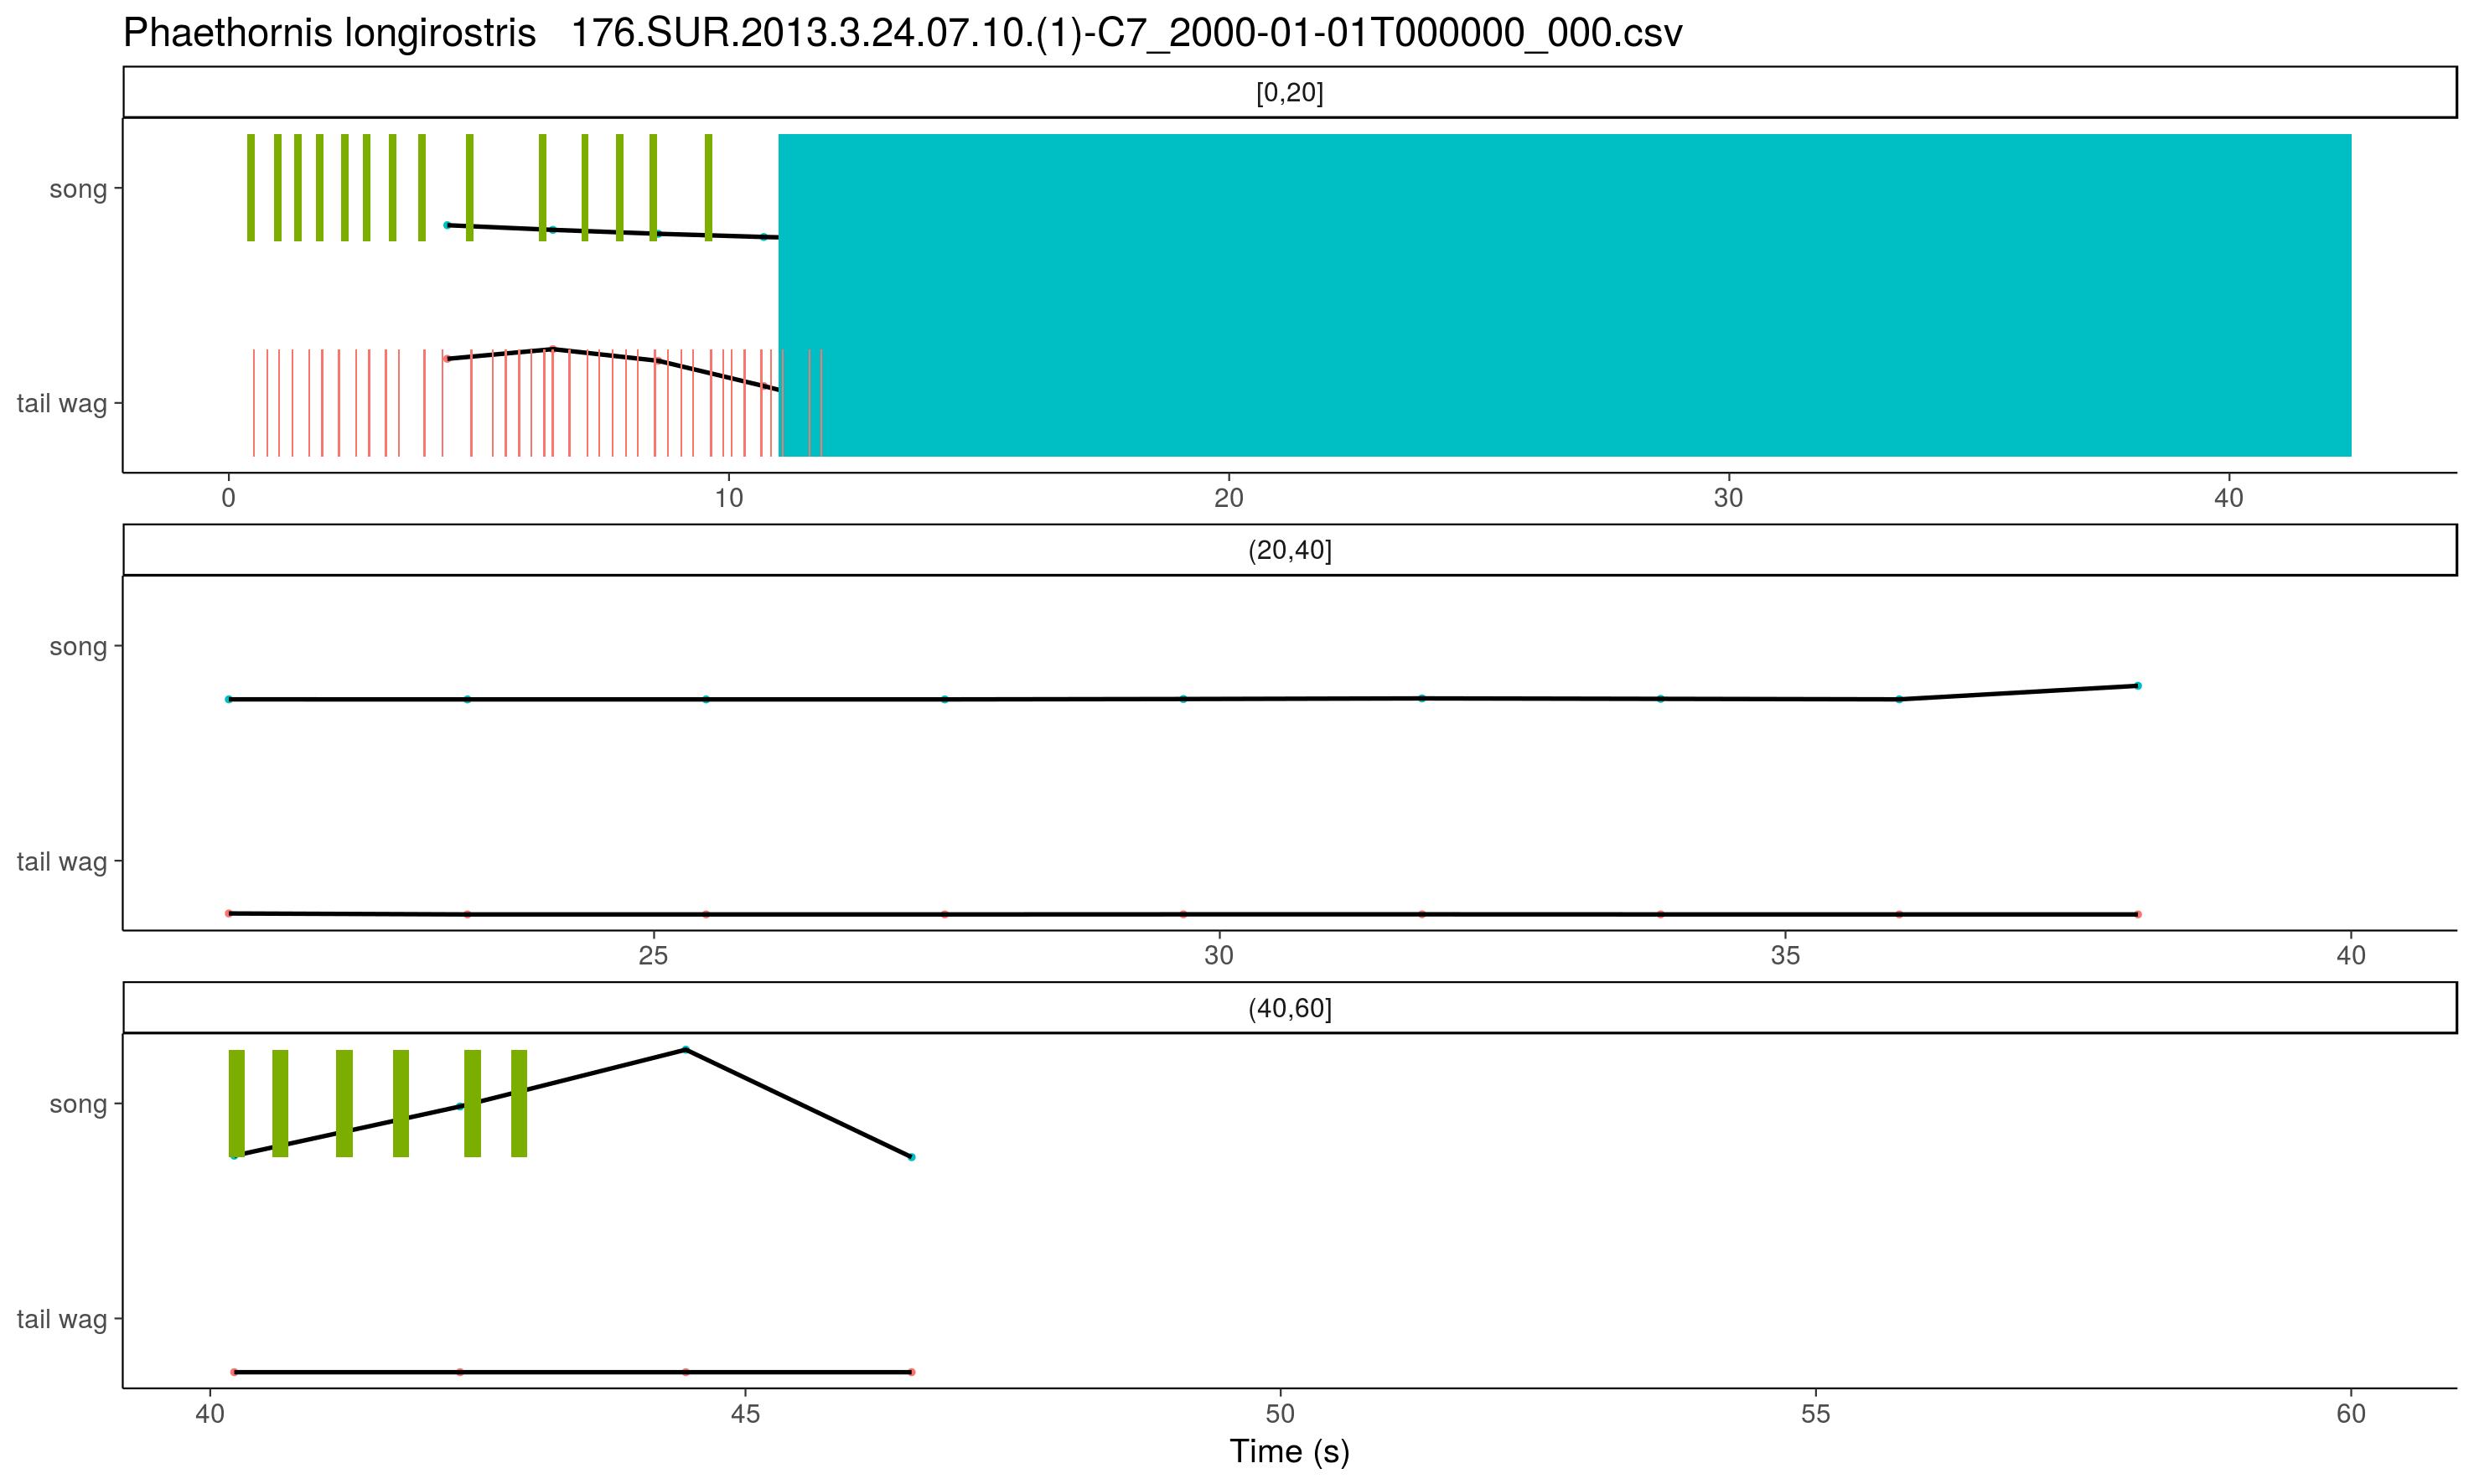 Phaethornis longirostris 176.SUR.2013.3.24.07.10.(1)-C7_2000-01-01T000000_000.csv
[0,20]
song
tail wag
0 10 20 30 40
(20,40]
song
tail wag
25 30 35 40
(40,60]
song
tail wag
40 45 50 55 60
Time (s)